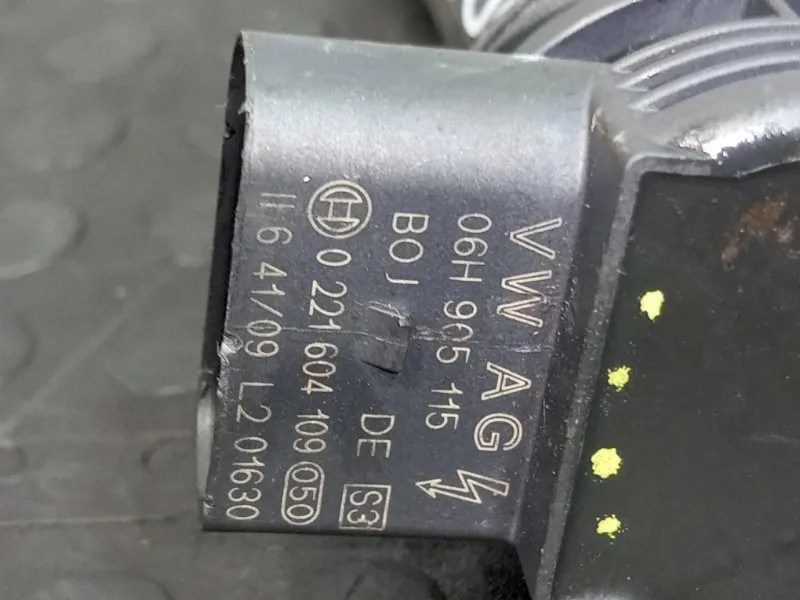 VW AG
06H 905 115
BOJ DE S3
0 221 604 109 050
II 6 41/09 L2 01630